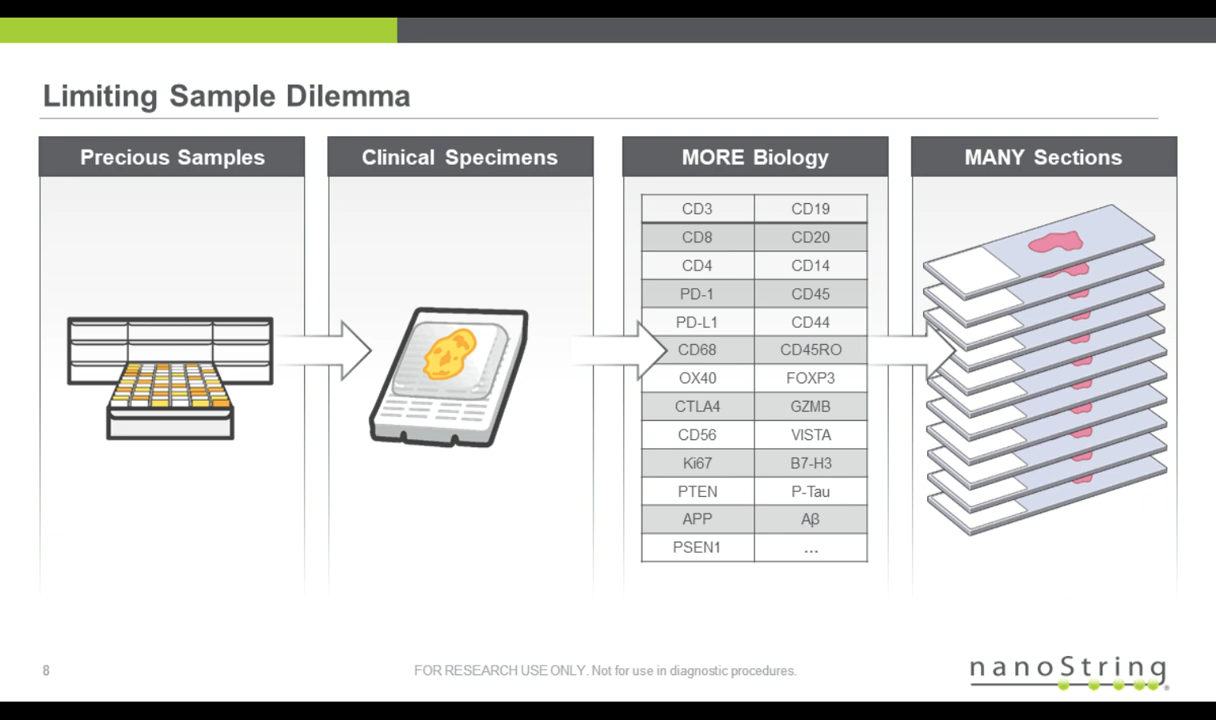 Limiting Sample Dilemma
Precious Samples
Clinical Specimens
MORE Biology
MANY Sections
CD3 CD19
CD8 CD20
CD4 CD14
PD-1 CD45
PD-L1 CD44
CD68 CD45RO
OX40 FOXP3
CTLA4 GZMB
CD56 VISTA
Ki67 B7-H3
PTEN P-Tau
APP Aβ
PSEN1 ...
8
FOR RESEARCH USE ONLY. Not for use in diagnostic procedures.
nanoString®